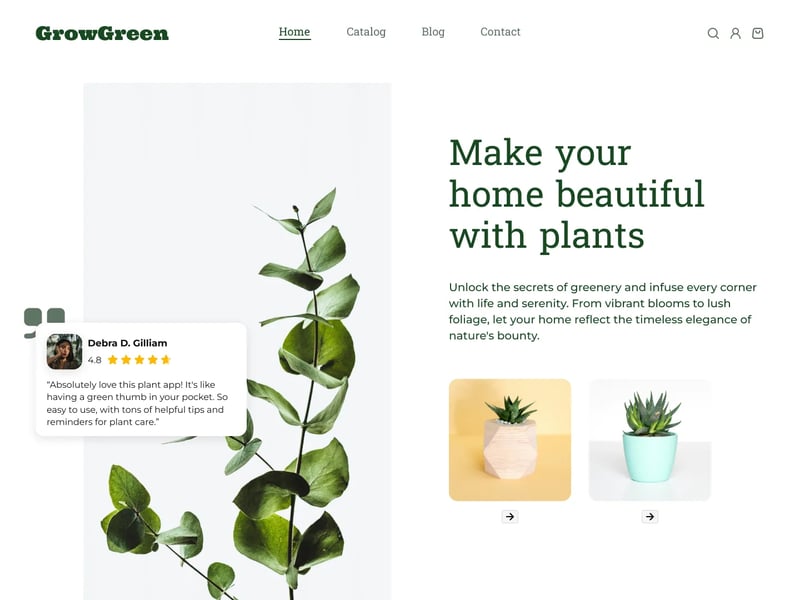 GrowGreen
Home
Catalog
Blog
Contact
Make your
home beautiful
with plants
Unlock the secrets of greenery and infuse every corner
with life and serenity. From vibrant blooms to lush
foliage, let your home reflect the timeless elegance of
nature's bounty.
Debra D. Gilliam
4.8
“Absolutely love this plant app! It's like
having a green thumb in your pocket. So
easy to use, with tons of helpful tips and
reminders for plant care.”